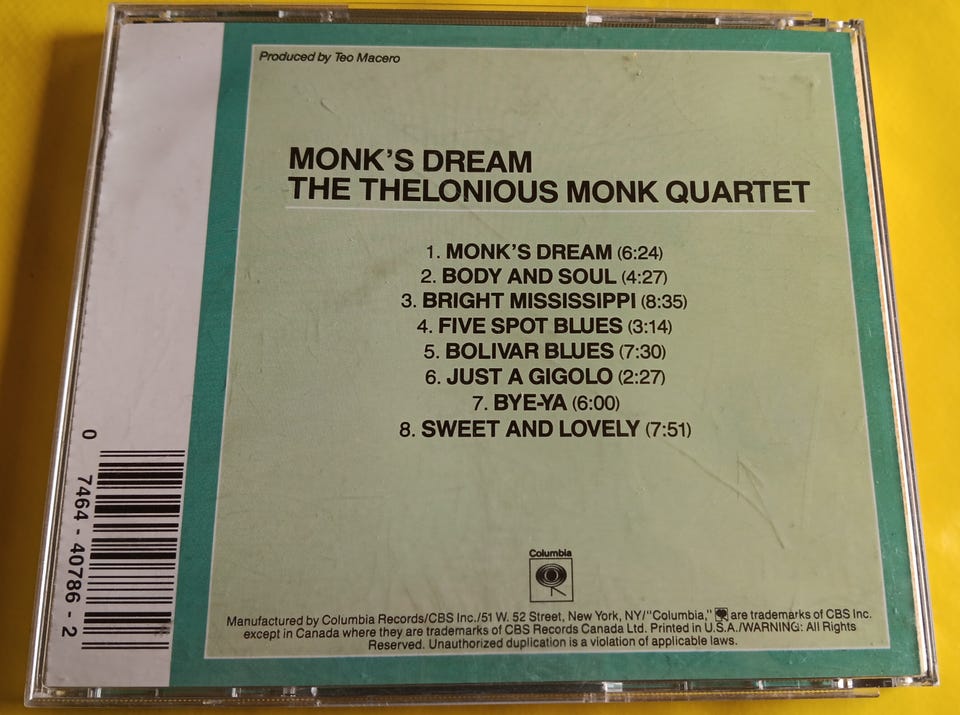 Produced by Teo Macero
MONK'S DREAM
THE THELONIOUS MONK QUARTET
1. MONK'S DREAM (6:24)
2. BODY AND SOUL (4:27)
3. BRIGHT MISSISSIPPI (8:35)
4. FIVE SPOT BLUES (3:14)
5. BOLIVAR BLUES (7:30)
6. JUST A GIGOLO (2:27)
7. BYE-YA (6:00)
8. SWEET AND LOVELY (7:51)
0 7464 - 40786 - 2
Columbia
Manufactured by Columbia Records/CBS Inc./51 W. 52 Street, New York, NY/"Columbia," are trademarks of CBS Inc.
except in Canada where they are trademarks of CBS Records Canada Ltd. Printed in U.S.A./WARNING: All Rights
Reserved. Unauthorized duplication is a violation of applicable laws.